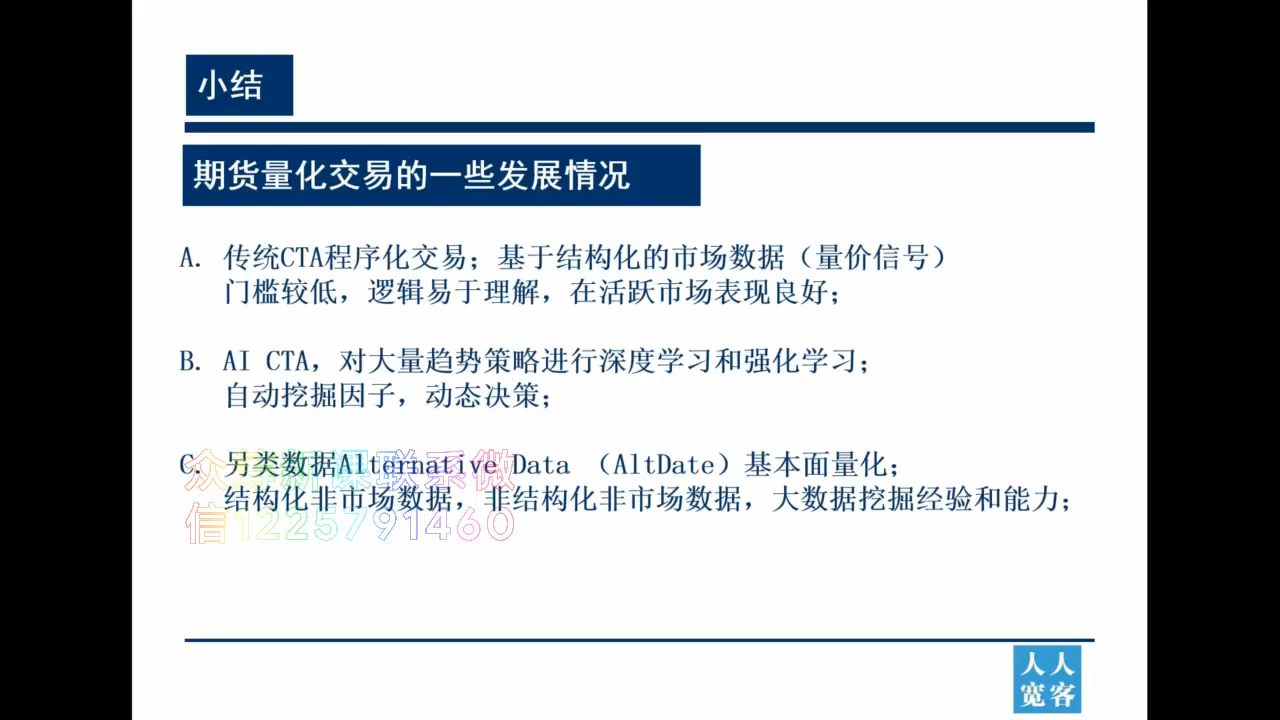 小结
期货量化交易的一些发展情况
A. 传统CTA程序化交易；基于结构化的市场数据（量价信号）
门槛较低，逻辑易于理解，在活跃市场表现良好；
B. AI CTA，对大量趋势策略进行深度学习和强化学习；
自动挖掘因子，动态决策；
C. 另类数据Alternative Data （AltDate）基本面量化；
结构化非市场数据，非结构化非市场数据，大数据挖掘经验和能力；
众筹新课联系微
信1225791460
人人
宽客